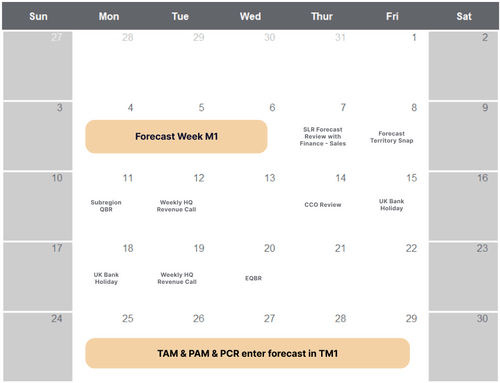 Sun Mon Tue Wed Thur Fri Sat
27 28 29 30 31 1 2
3 4 5 6 7 8 9
Forecast Week M1
SLR Forecast
Review with
Finance - Sales
Forecast
Territory Snap
10 11 12 13 14 15 16
Subregion
QBR
Weekly HQ
Revenue Call
CCO Review
UK Bank
Holiday
17 18 19 20 21 22 23
UK Bank
Holiday
Weekly HQ
Revenue Call
EQBR
24 25 26 27 28 29 30
TAM & PAM & PCR enter forecast in TM1